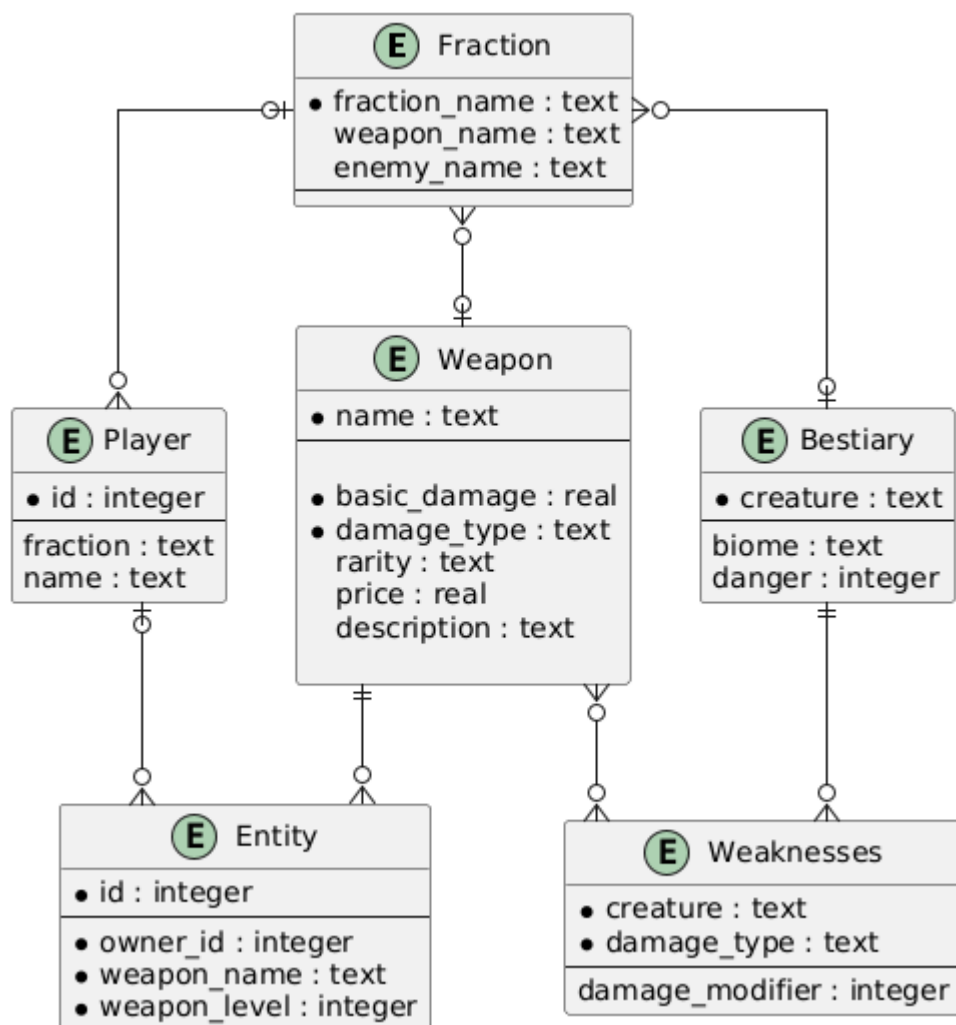 E Fraction
• fraction_name : text
weapon_name : text
enemy_name : text
E Weapon
• name : text
• basic_damage : real
• damage_type : text
rarity : text
price : real
description : text
E Player
• id : integer
fraction : text
name : text
E Bestiary
• creature : text
biome : text
danger : integer
E Entity
• id : integer
• owner_id : integer
• weapon_name : text
• weapon_level : integer
E Weaknesses
• creature : text
• damage_type : text
damage_modifier : integer